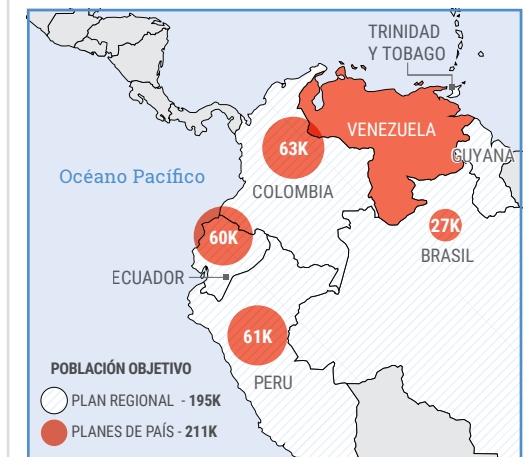 TRINIDAD
Y TOBAGO
VENEZUELA
GUYANA
63K
Océano Pacífico
COLOMBIA
60K
27K
BRASIL
ECUADOR
61K
POBLACIÓN OBJETIVO
PERU
PLAN REGIONAL - 195K
PLANES DE PAÍS - 211K